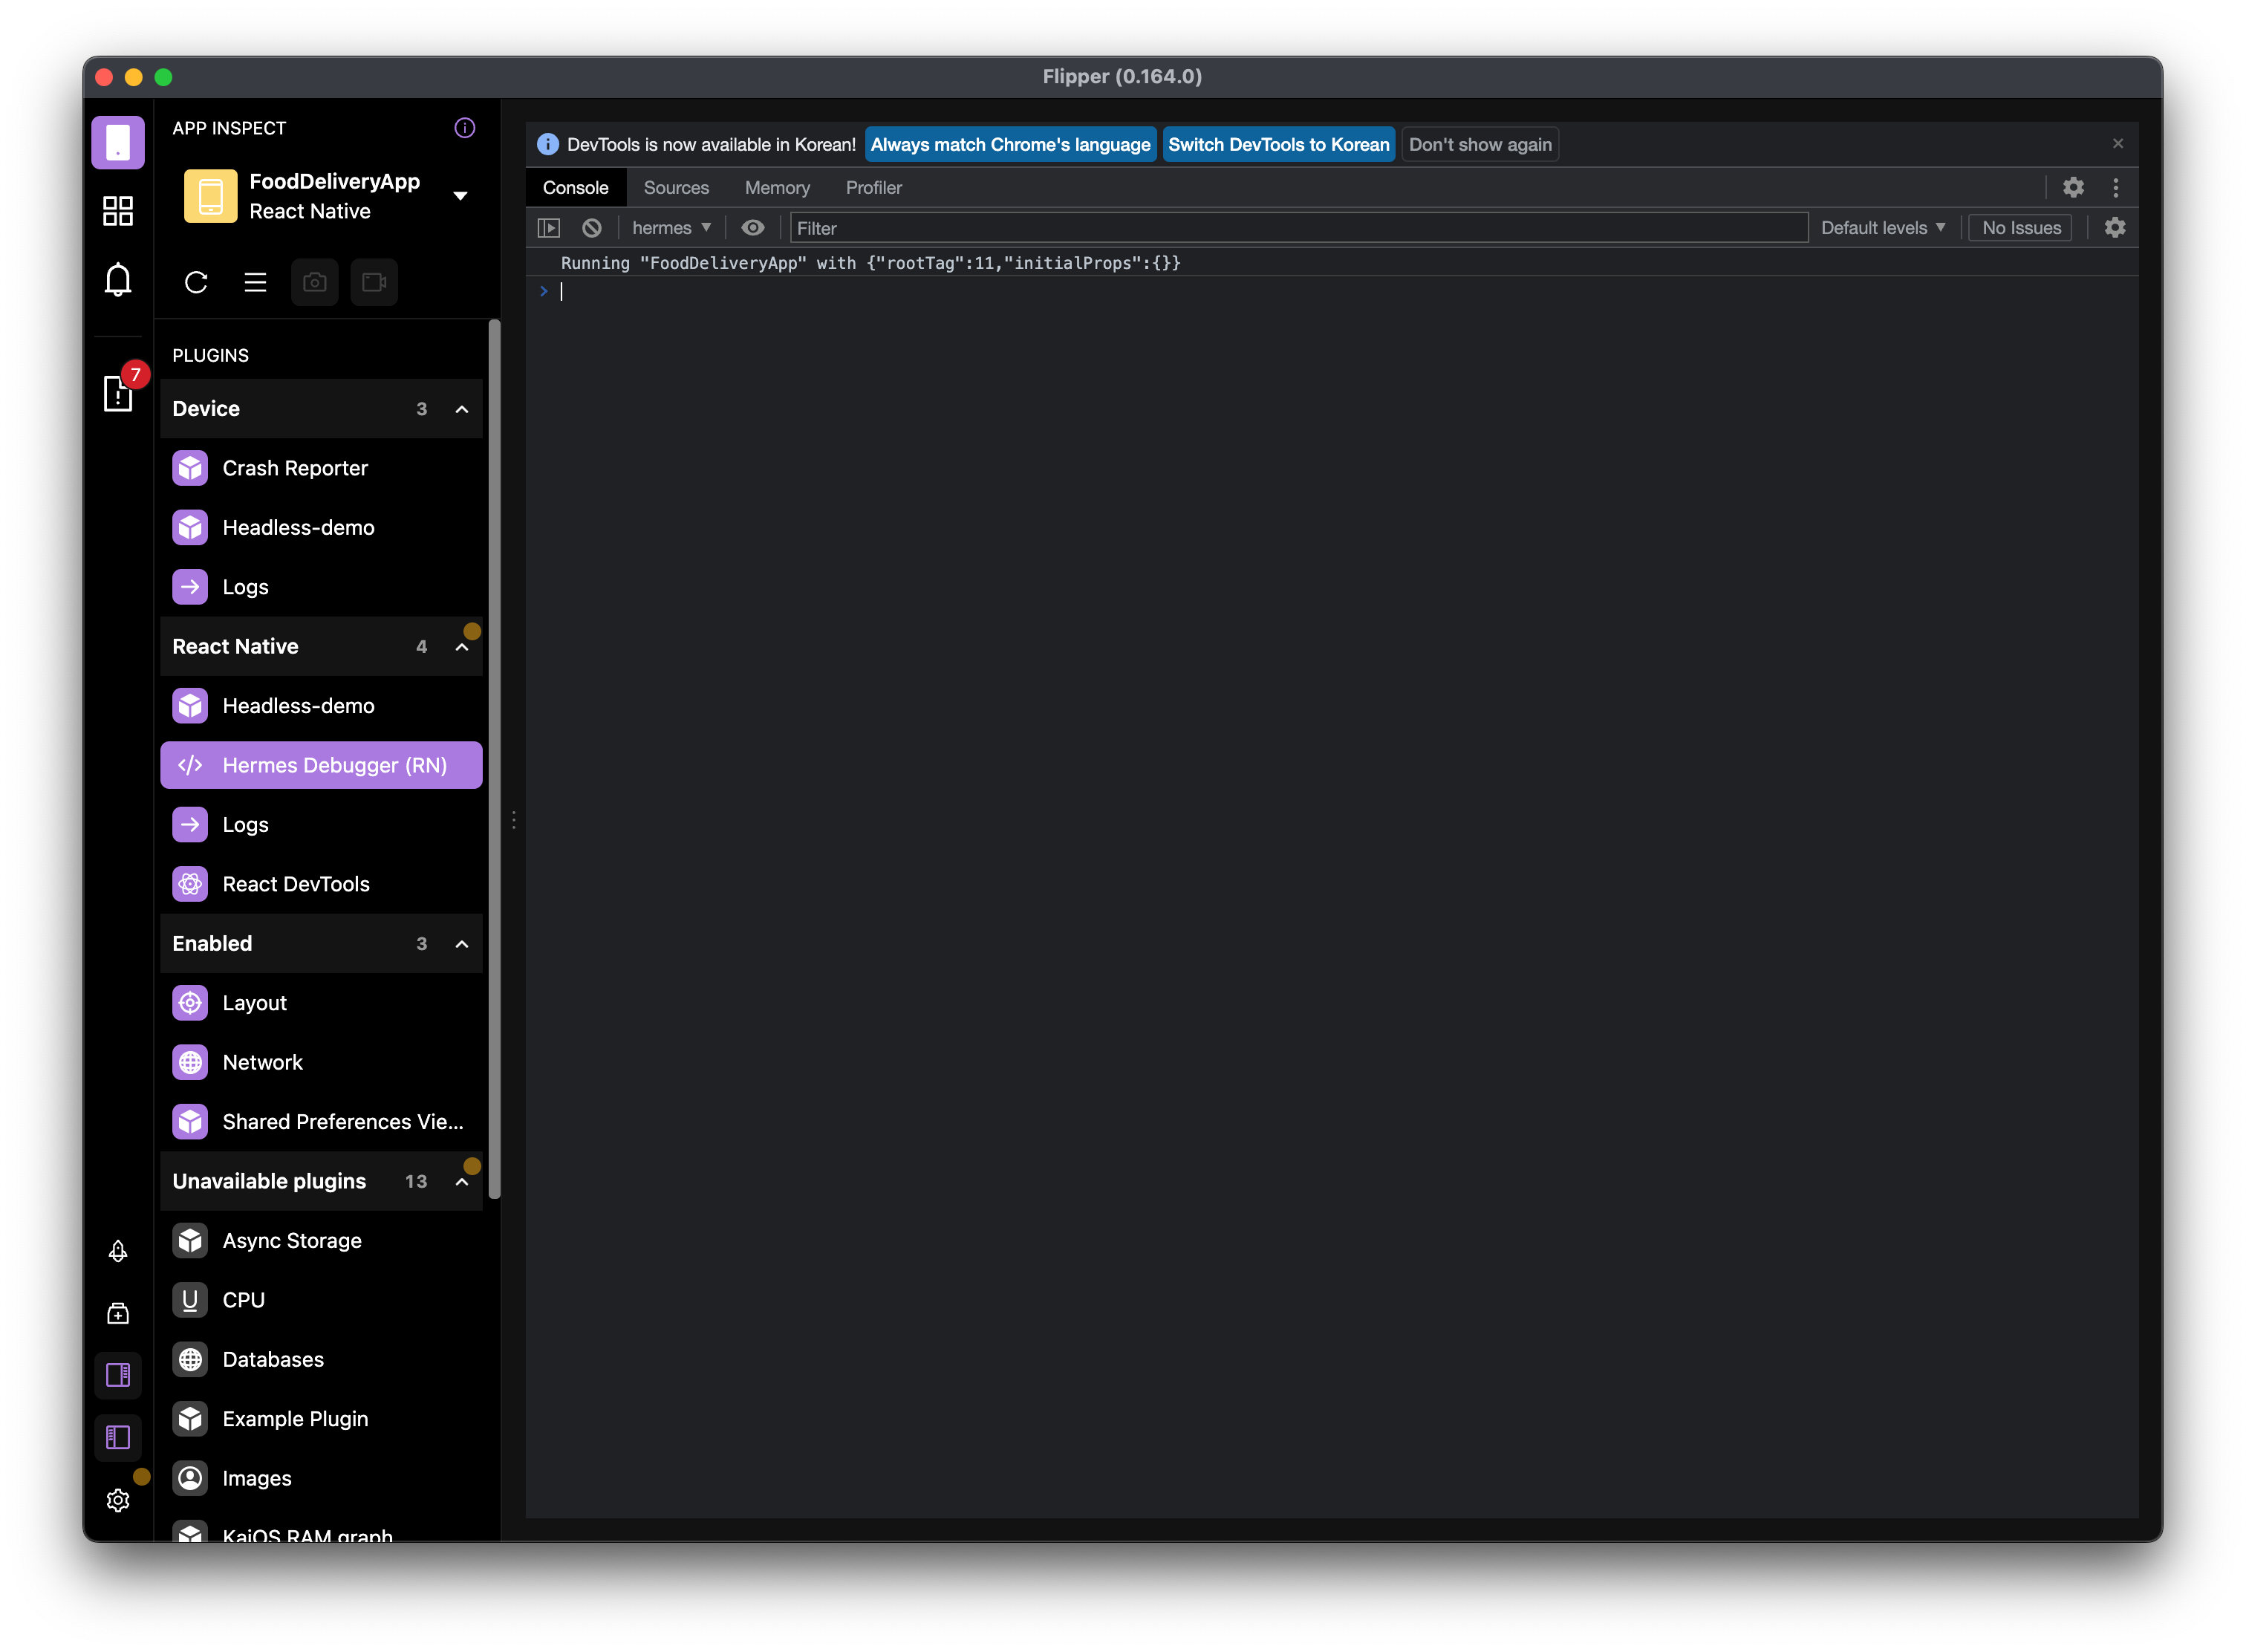 Flipper (0.164.0)
APP INSPECT
FoodDeliveryApp
React Native
7
PLUGINS
Device 3
Crash Reporter
Headless-demo
Logs
React Native 4
Headless-demo
Hermes Debugger (RN)
Logs
React DevTools
Enabled 3
Layout
Network
Shared Preferences Vie...
Unavailable plugins 13
Async Storage
CPU
Databases
Example Plugin
Images
KaiOS RAM graph
DevTools is now available in Korean! Always match Chrome's language Switch DevTools to Korean Don't show again
Console Sources Memory Profiler
hermes Filter Default levels No Issues
Running "FoodDeliveryApp" with {"rootTag":11,"initialProps":{}}